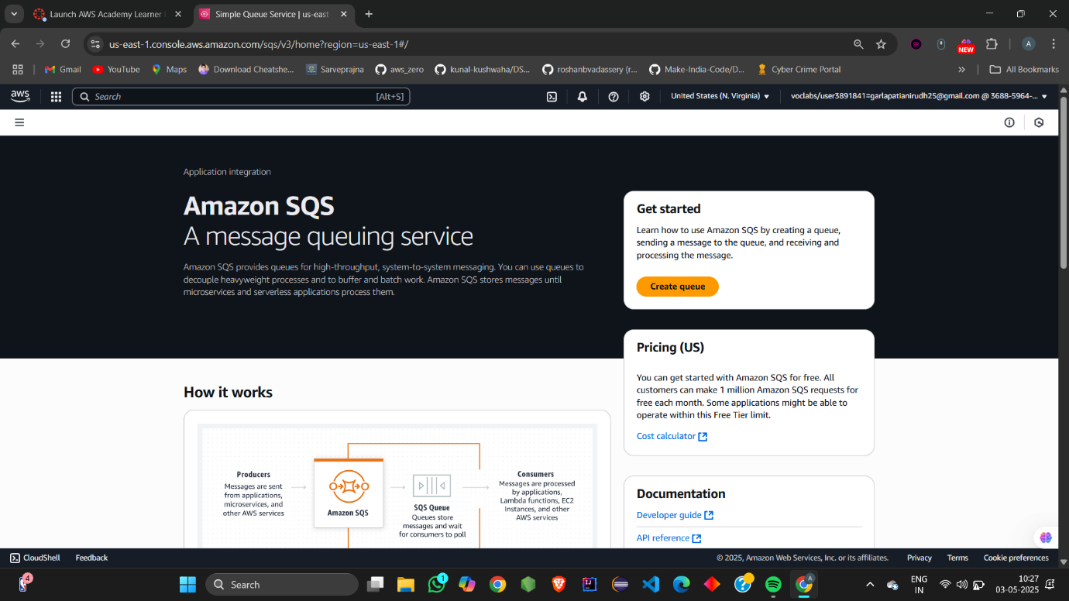 Launch AWS Academy Learner
Simple Queue Service | us-east
us-east-1.console.aws.amazon.com/sqs/v3/home?region=us-east-1#/
NEW
A
Gmail
YouTube
Maps
Download Cheatshe...
Sarveprajna
aws_zero
kunal-kushwaha/DS...
roshanbvadassery (r...
Make-India-Code/D...
Cyber Crime Portal
All Bookmarks
aws
Search
[Alt+S]
United States (N. Virginia)
voclabs/user3891841=garlapatianirudh25@gmail.com @ 3688-5964-...
Application integration
Amazon SQS
A message queuing service
Amazon SQS provides queues for high-throughput, system-to-system messaging. You can use queues to
decouple heavyweight processes and to buffer and batch work. Amazon SQS stores messages until
microservices and serverless applications process them.
Get started
Learn how to use Amazon SQS by creating a queue,
sending a message to the queue, and receiving and
processing the message.
Create queue
Pricing (US)
You can get started with Amazon SQS for free. All
customers can make 1 million Amazon SQS requests for
free each month. Some applications might be able to
operate within this Free Tier limit.
Cost calculator
How it works
Producers
Messages are sent
from applications,
microservices, and
other AWS services
Amazon SQS
SQS Queue
Queues store
messages and wait
for consumers to poll
Consumers
Messages are processed
by applications,
Lambda functions, EC2
Instances, and other
AWS services
Documentation
Developer guide
API reference
CloudShell
Feedback
© 2025, Amazon Web Services, Inc. or its affiliates.
Privacy
Terms
Cookie preferences
4
Search
1
ENG
IN
10:27
03-05-2025